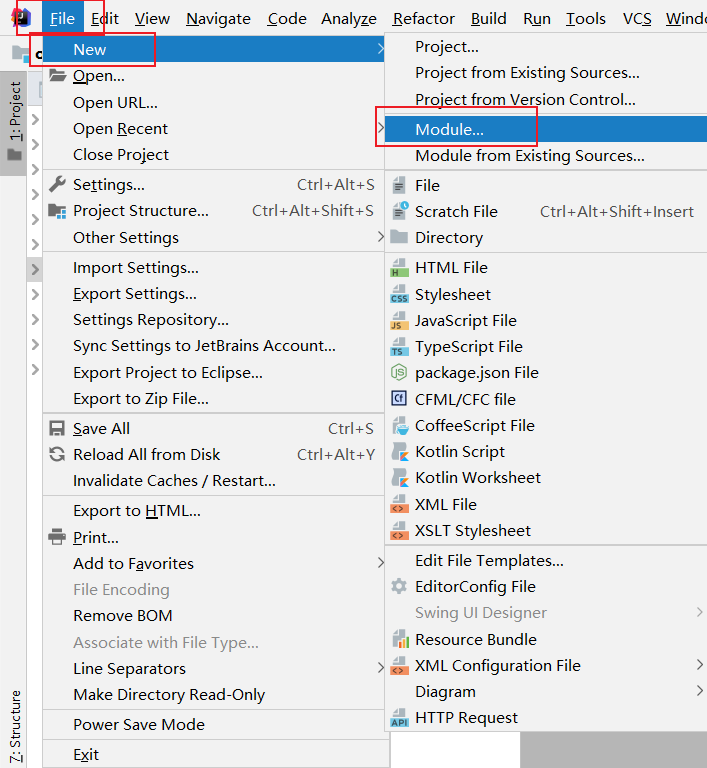 File Edit View Navigate Code Analyze Refactor Build Run Tools VCS Windo
1: Project
7: Structure
New
Open...
Open URL...
Open Recent
Close Project
Settings... Ctrl+Alt+S
Project Structure... Ctrl+Alt+Shift+S
Other Settings
Import Settings...
Export Settings...
Settings Repository...
Sync Settings to JetBrains Account...
Export Project to Eclipse...
Export to Zip File...
Save All Ctrl+S
Reload All from Disk Ctrl+Alt+Y
Invalidate Caches / Restart...
Export to HTML...
Print...
Add to Favorites
File Encoding
Remove BOM
Associate with File Type...
Line Separators
Make Directory Read-Only
Power Save Mode
Exit
Project...
Project from Existing Sources...
Project from Version Control...
Module...
Module from Existing Sources...
File
Scratch File Ctrl+Alt+Shift+Insert
Directory
H HTML File
CSS Stylesheet
JS JavaScript File
TS TypeScript File
JS package.json File
Cf CFML/CFC file
CoffeeScript File
Kotlin Script
Kotlin Worksheet
<> XML File
<> XSLT Stylesheet
Edit File Templates...
EditorConfig File
Swing UI Designer
Resource Bundle
<> XML Configuration File
Diagram
API HTTP Request